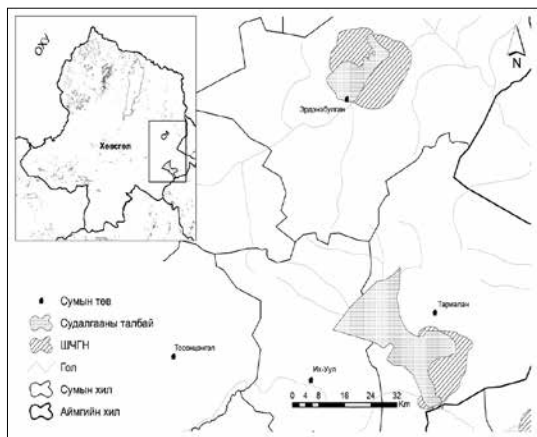 ОХУ
Хөвсгөл
N
Эрдэнэбулган
Сумын төв
Судалгааны талбай
ШЧГН
Гол
Сумын хил
Аймгийн хил
Тариалан
Тосонцэнгэл
Их-Уул
0 4 8 16 24 32
Km